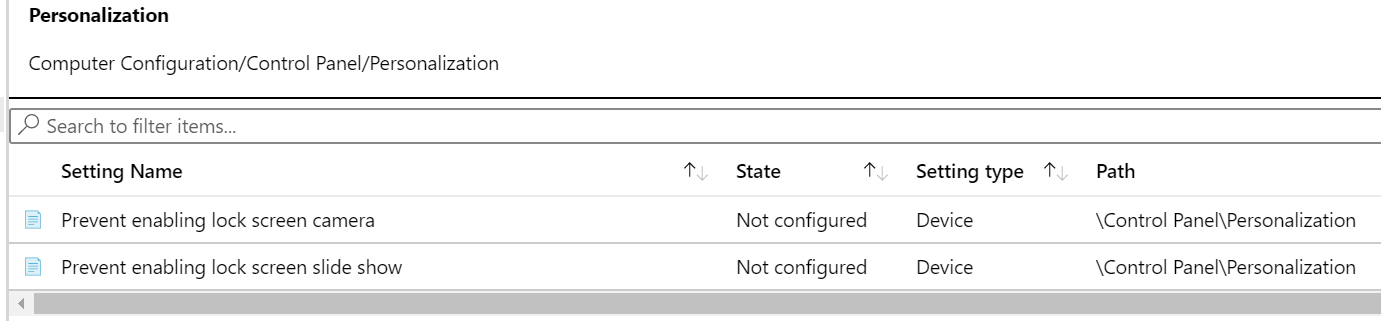 Personalization
Computer Configuration/Control Panel/Personalization
Search to filter items...
Setting Name State Setting type Path
Prevent enabling lock screen camera Not configured Device \Control Panel\Personalization
Prevent enabling lock screen slide show Not configured Device \Control Panel\Personalization